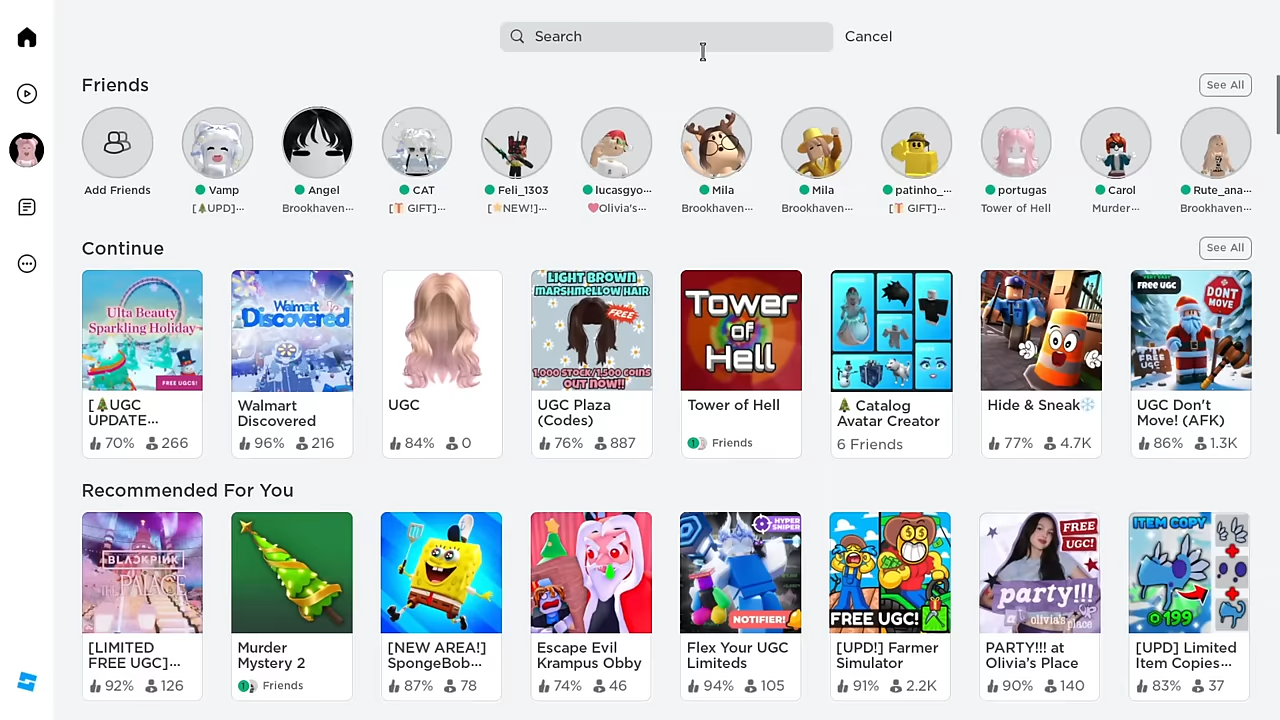 Search
Cancel
Friends
See All
Add Friends
Vamp
[🎄UPD]...
Angel
Brookhaven...
CAT
[🎁 GIFT]...
Feli_1303
[⭐NEW!]...
lucasgyo...
❤Olivia's...
Mila
Brookhaven...
Mila
Brookhaven...
patinho_...
[🎁 GIFT]...
portugas
Tower of Hell
Carol
Murder...
Rute_ana...
Brookhaven...
Continue
See All
Ulta Beauty
Sparkling Holiday
FREE UGCS!
[🎄UGC
UPDATE...
70% 266
Walmart
Discovered
Walmart
Discovered
96% 216
UGC
84% 0
LIGHT BROWN
MARSHMELLOW HAIR
FREE
1,000 STOCK/1,500 COINS
OUT NOW!!
UGC Plaza
(Codes)
76% 887
Tower
of
Hell
Tower of Hell
1 Friends
🎄 Catalog
Avatar Creator
6 Friends
Hide & Sneak❄
77% 4.7K
VERY EASY
FREE UGC
DONT
MOVE
FREE
UGC
UGC Don't
Move! (AFK)
86% 1.3K
Recommended For You
BLACKPINK
THE PALACE
[LIMITED
FREE UGC]...
92% 126
Murder
Mystery 2
1 Friends
[NEW AREA!]
SpongeBob...
87% 78
Escape Evil
Krampus Obby
74% 46
HYPER
SNIPER
NOTIFIER!
Flex Your UGC
Limiteds
94% 105
FREE UGC!
[UPD!] Farmer
Simulator
91% 2.2K
FREE
UGC!
party!!!
olivia's place
PARTY!!! at
Olivia's Place
90% 140
ITEM COPY
199
[UPD] Limited
Item Copies...
83% 37